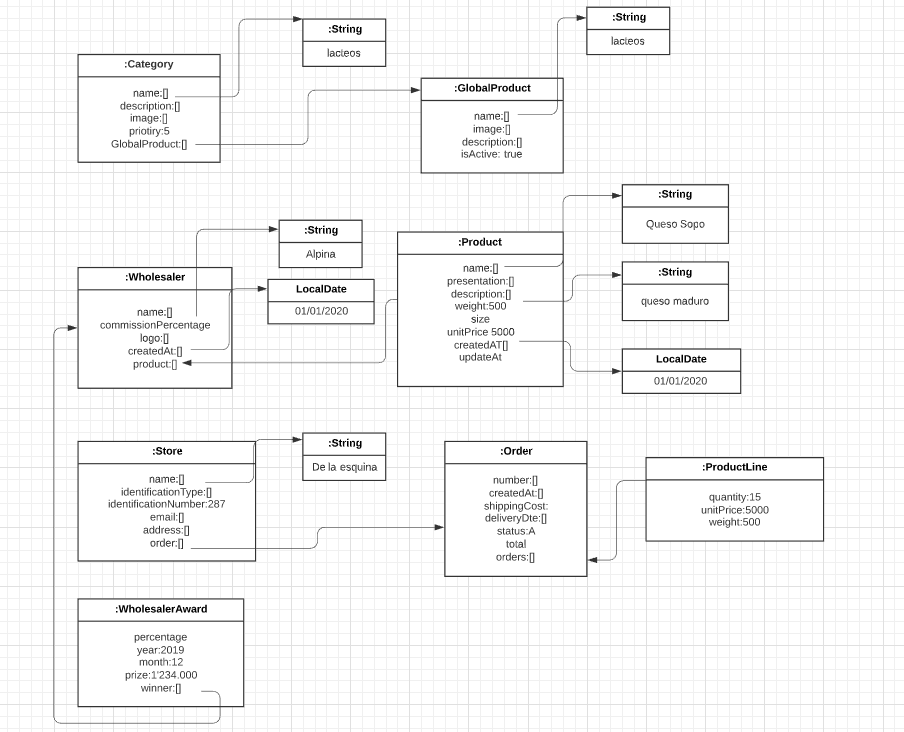 :Category
name:[]
description:[]
image:[]
priotiry:5
GlobalProduct:[]
:String
lacteos
:GlobalProduct
name:[]
image:[]
description:[]
isActive: true
:String
lacteos
:Wholesaler
name:[]
commissionPercentage
logo:[]
createdAt:[]
product:[]
:String
Alpina
LocalDate
01/01/2020
:Product
name:[]
presentation:[]
description:[]
weight:500
size
unitPrice 5000
createdAT[]
updateAt
:String
Queso Sopo
:String
queso maduro
LocalDate
01/01/2020
:Store
name:[]
identificationType:[]
identificationNumber:287
email:[]
address:[]
order:[]
:String
De la esquina
:Order
number:[]
createdAt:[]
shippingCost:
deliveryDte:[]
status:A
total
orders:[]
:ProductLine
quantity:15
unitPrice:5000
weight:500
:WholesalerAward
percentage
year:2019
month:12
prize:1'234.000
winner:[]